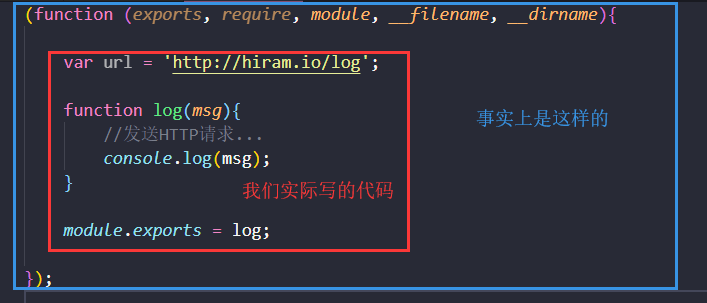 (function (exports, require, module, __filename, __dirname){
var url = 'http://hiram.io/log';
function log(msg){
//发送HTTP请求...
console.log(msg);
}
module.exports = log;
});
事实上是这样的
我们实际写的代码